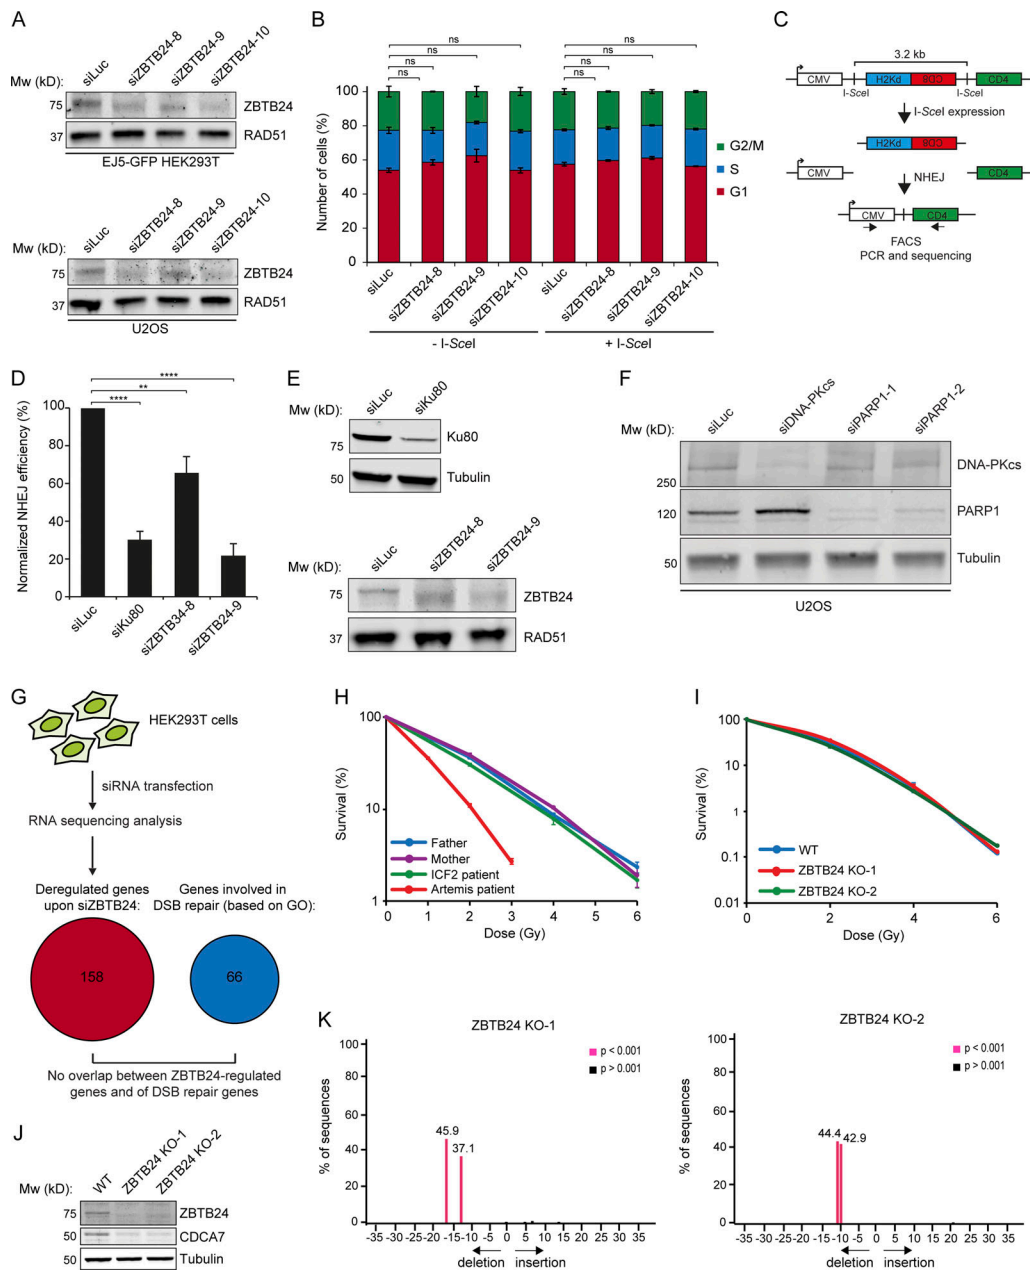 A
siLuc
siZBTB24-8
siZBTB24-9
siZBTB24-10
Mw (kD):
75
ZBTB24
37
RAD51
EJ5-GFP HEK293T
siLuc
siZBTB24-8
siZBTB24-9
siZBTB24-10
Mw (kD):
75
ZBTB24
37
RAD51
U2OS
B
ns
ns
ns
ns
ns
ns
Number of cells (%)
100
80
60
40
20
0
G2/M
S
G1
siLuc
siZBTB24-8
siZBTB24-9
siZBTB24-10
siLuc
siZBTB24-8
siZBTB24-9
siZBTB24-10
- I-SceI
+ I-SceI
C
3.2 kb
CMV
H2Kd
CD8
CD4
I-SceI
I-SceI
I-SceI expression
H2Kd
CD8
CMV
NHEJ
CD4
CMV
CD4
FACS
PCR and sequencing
D
****
**
****
Normalized NHEJ efficiency (%)
100
80
60
40
20
0
siLuc
siKu80
siZBTB34-8
siZBTB24-9
E
siLuc
siKu80
Mw (kD):
75
Ku80
50
Tubulin
siLuc
siZBTB24-8
siZBTB24-9
Mw (kD):
75
ZBTB24
37
RAD51
F
siLuc
siDNA-PKcs
siPARP1-1
siPARP1-2
Mw (kD):
DNA-PKcs
250
120
PARP1
50
Tubulin
U2OS
G
HEK293T cells
siRNA transfection
RNA sequencing analysis
Deregulated genes
upon siZBTB24:
Genes involved in
DSB repair (based on GO):
158
66
No overlap between ZBTB24-regulated
genes and of DSB repair genes
H
Survival (%)
100
10
1
Father
Mother
ICF2 patient
Artemis patient
0 1 2 3 4 5 6
Dose (Gy)
I
Survival (%)
100
10
1
0.1
0.01
WT
ZBTB24 KO-1
ZBTB24 KO-2
0 2 4 6
Dose (Gy)
J
WT
ZBTB24 KO-1
ZBTB24 KO-2
Mw (kD):
75
ZBTB24
50
CDCA7
50
Tubulin
K
ZBTB24 KO-1
p < 0.001
p > 0.001
% of sequences
100
80
60
40
20
0
45.9
37.1
-35 -30 -25 -20 -15 -10 -5 0 5 10 15 20 25 30 35
deletion
insertion
ZBTB24 KO-2
p < 0.001
p > 0.001
% of sequences
100
80
60
40
20
0
44.4
42.9
-35 -30 -25 -20 -15 -10 -5 0 5 10 15 20 25 30 35
deletion
insertion